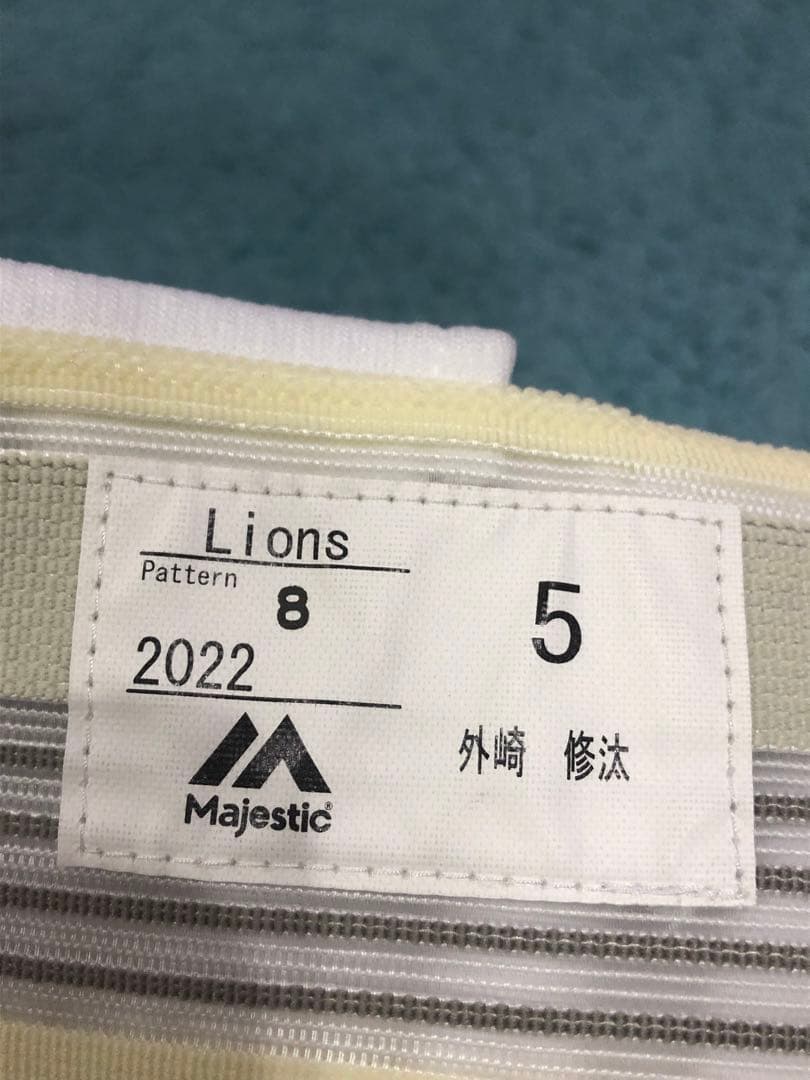 Lions
Pattern 8
2022
Majestic®
5
外崎 修汰